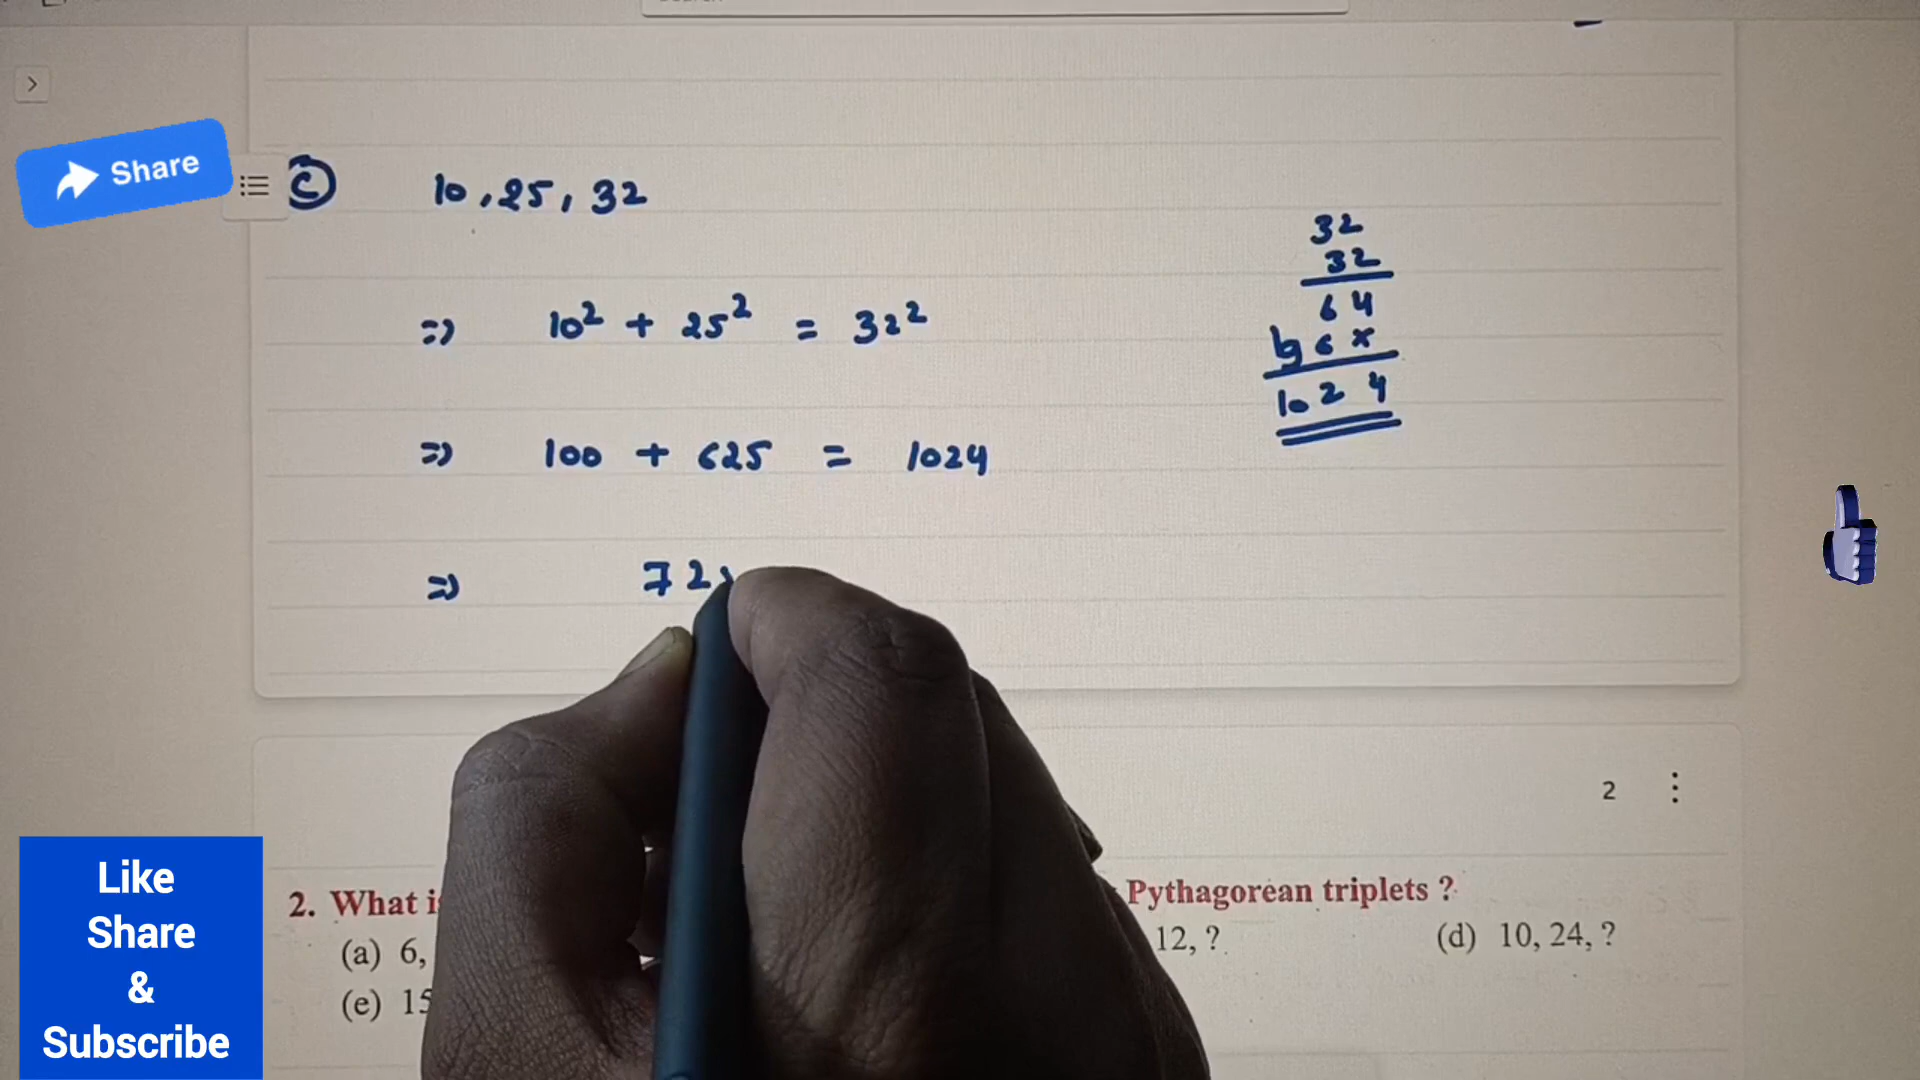 Share
C 10, 25, 32
⇒ 10² + 25² = 32²
⇒ 100 + 625 = 1024
⇒ 72
32
32
64
96×
1024
2
2. What
Pythagorean triplets ?
(a) 6,
12, ?
(d) 10, 24, ?
(e) 15
Like
Share
&
Subscribe